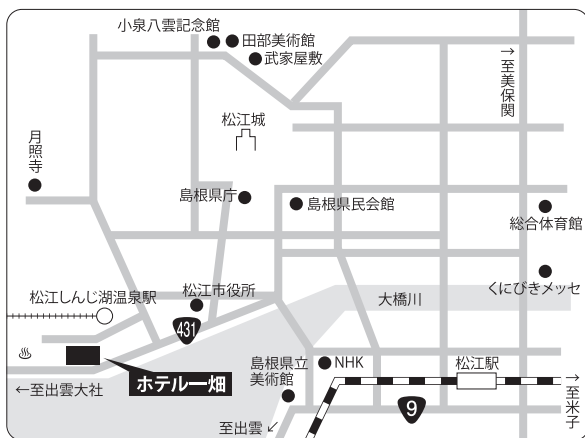 小泉八雲記念館
田部美術館
武家屋敷
→至美保関
松江城
月照寺
島根県庁
島根県民会館
総合体育館
くにびきメッセ
松江市役所
大橋川
松江しんじ湖温泉駅
431
島根県立
美術館
NHK
松江駅
ホテル一畑
←至出雲大社
9
→至米子
至出雲↙